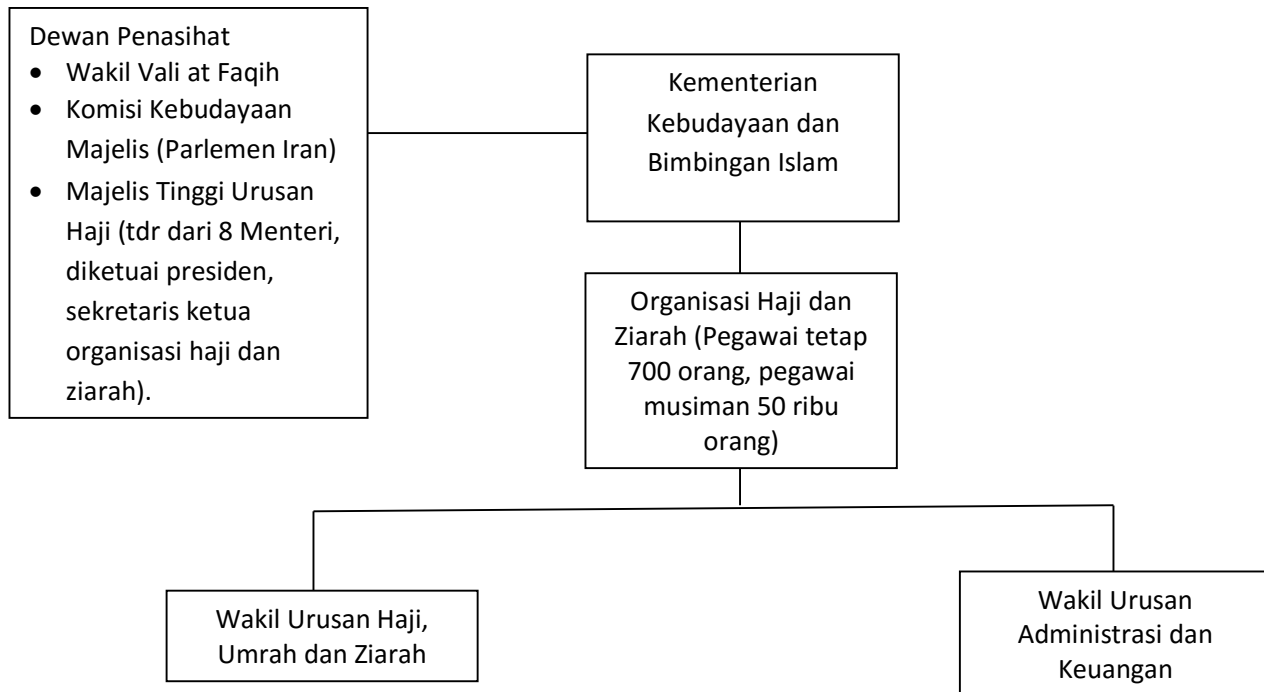 Dewan Penasihat
• Wakil Vali at Faqih
• Komisi Kebudayaan
Majelis (Parlemen Iran)
• Majelis Tinggi Urusan
Haji (tdr dari 8 Menteri,
diketuai presiden,
sekretaris ketua
organisasi haji dan
ziarah).
Kementerian
Kebudayaan dan
Bimbingan Islam
Organisasi Haji dan
Ziarah (Pegawai tetap
700 orang, pegawai
musiman 50 ribu
orang)
Wakil Urusan Haji,
Umrah dan Ziarah
Wakil Urusan
Administrasi dan
Keuangan